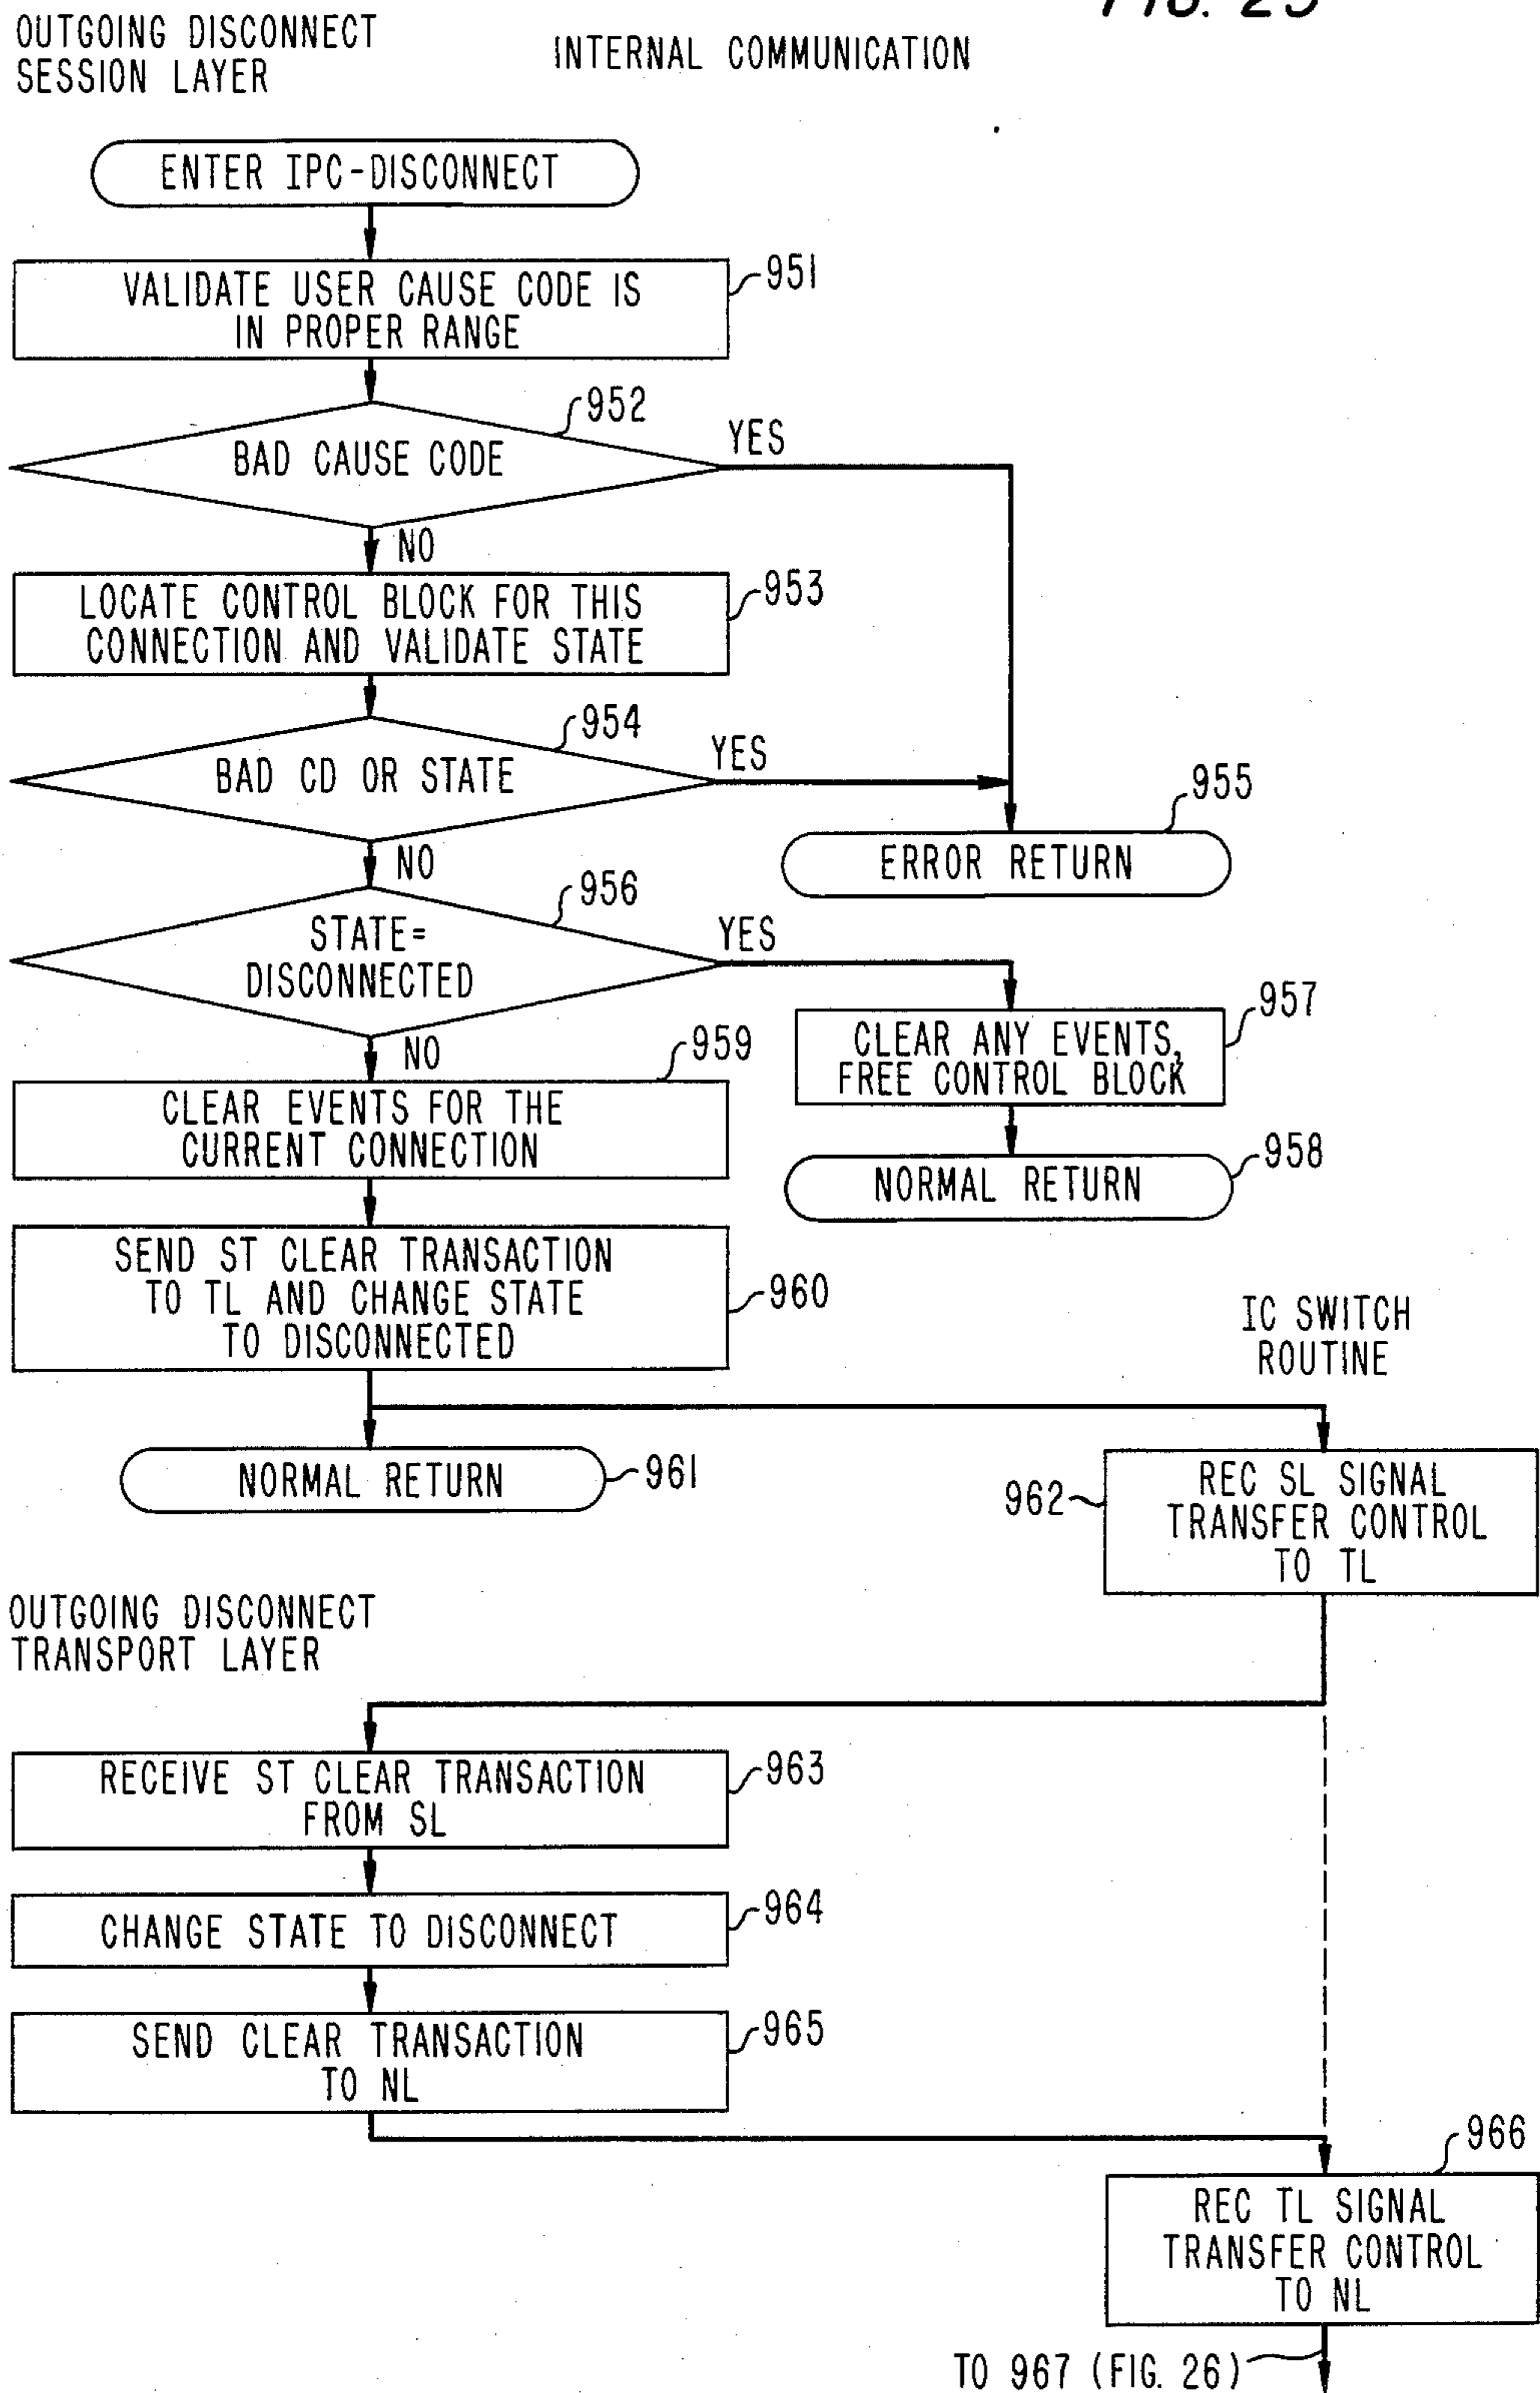 FIG. 25
OUTGOING DISCONNECT
SESSION LAYER
INTERNAL COMMUNICATION
ENTER IPC-DISCONNECT
VALIDATE USER CAUSE CODE IS
IN PROPER RANGE
951
952
BAD CAUSE CODE
YES
NO
LOCATE CONTROL BLOCK FOR THIS
CONNECTION AND VALIDATE STATE
953
954
BAD CD OR STATE
YES
955
ERROR RETURN
NO
956
STATE=
DISCONNECTED
YES
957
CLEAR ANY EVENTS,
FREE CONTROL BLOCK
NO
959
CLEAR EVENTS FOR THE
CURRENT CONNECTION
958
NORMAL RETURN
SEND ST CLEAR TRANSACTION
TO TL AND CHANGE STATE
TO DISCONNECTED
960
IC SWITCH
ROUTINE
NORMAL RETURN
961
962
REC SL SIGNAL
TRANSFER CONTROL
TO TL
OUTGOING DISCONNECT
TRANSPORT LAYER
RECEIVE ST CLEAR TRANSACTION
FROM SL
963
CHANGE STATE TO DISCONNECT
964
SEND CLEAR TRANSACTION
TO NL
965
966
REC TL SIGNAL
TRANSFER CONTROL
TO NL
TO 967 (FIG. 26)